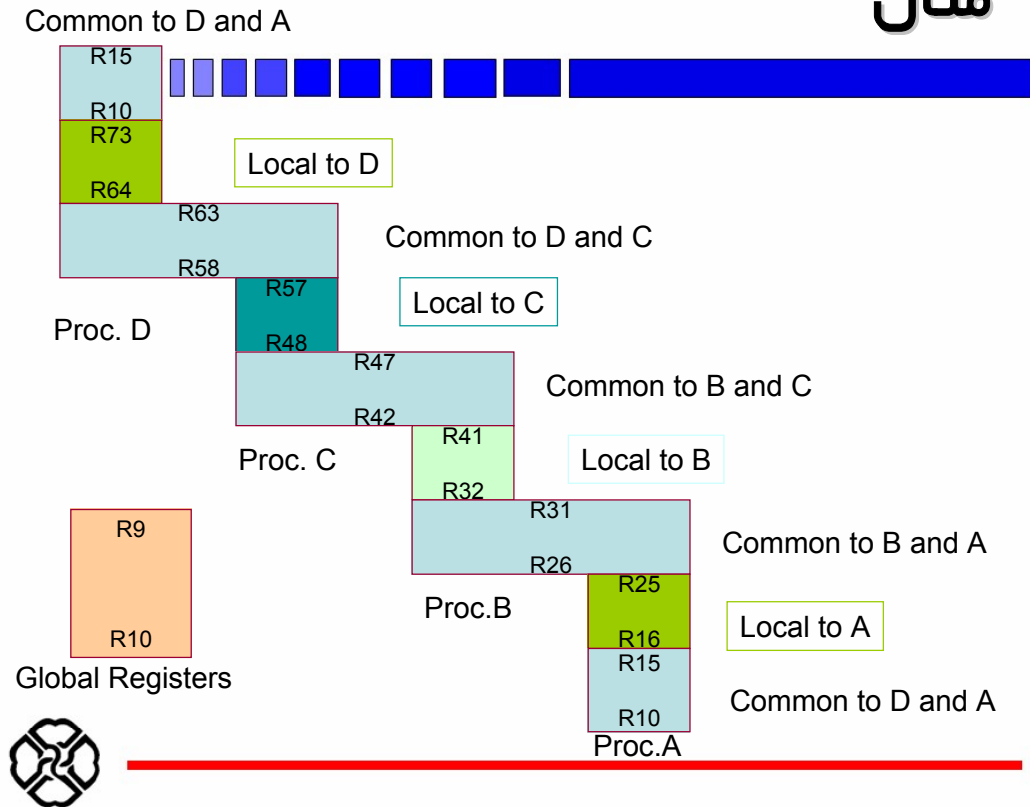 مثال
Common to D and A
R15
R10
R73
Local to D
R64
R63
Common to D and C
R58
R57
Local to C
Proc. D
R48
R47
Common to B and C
R42
R41
Proc. C
Local to B
R32
R31
R9
Common to B and A
R26
R25
Proc.B
Local to A
R10
R16
R15
Global Registers
Common to D and A
R10
Proc.A